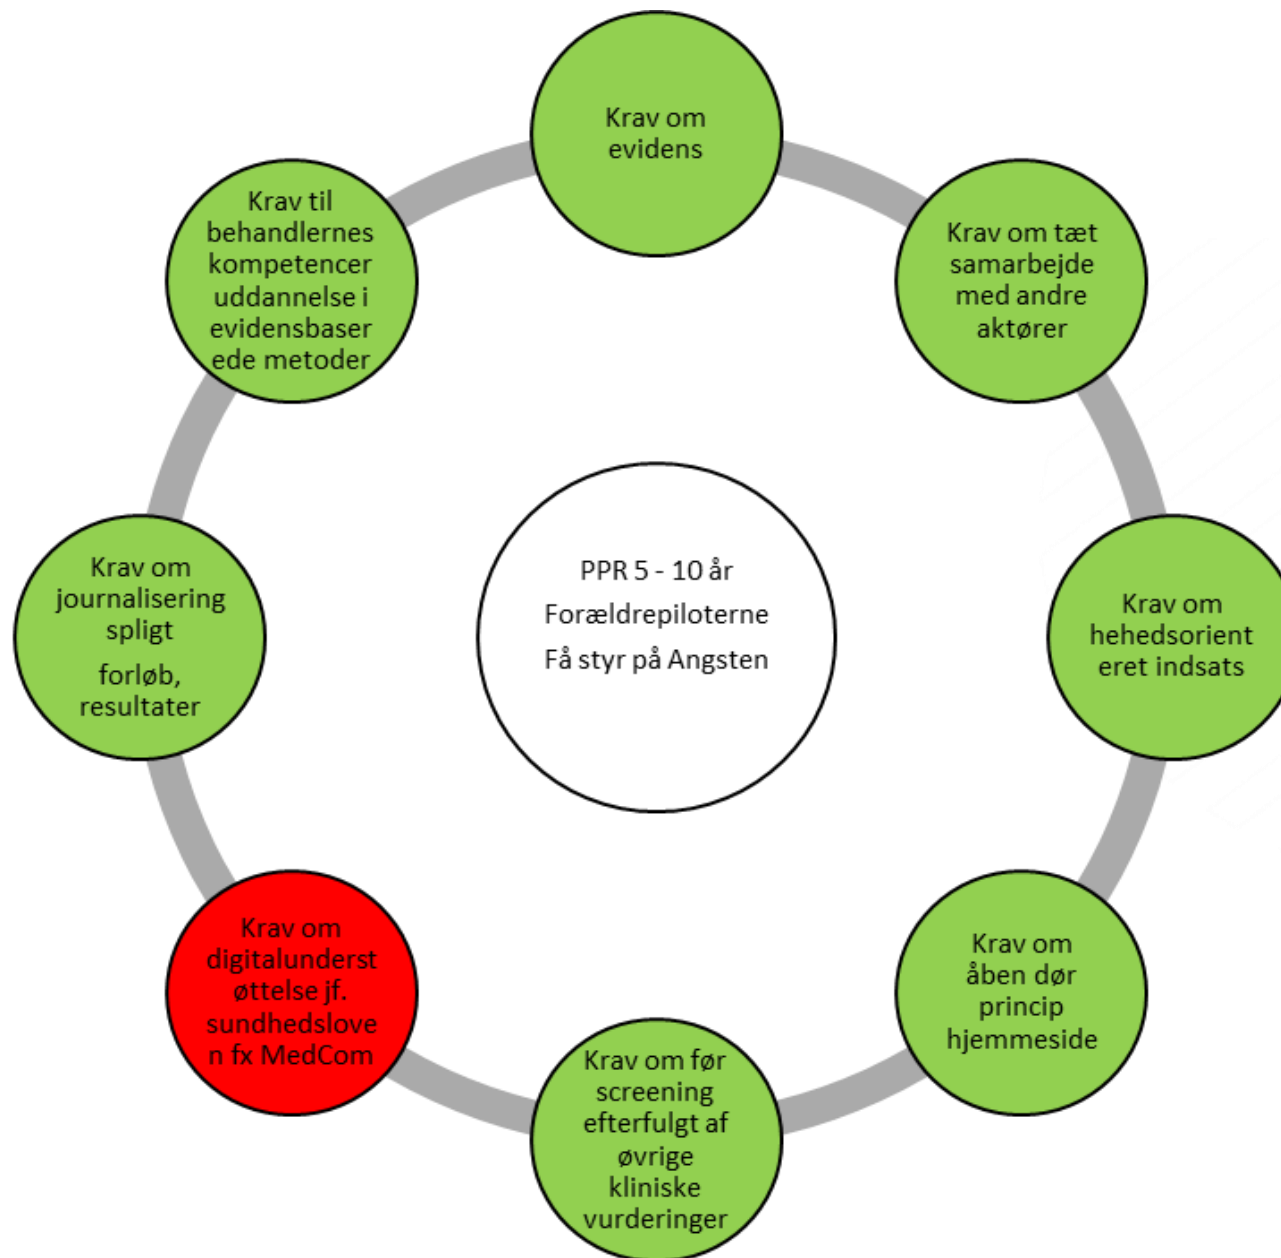 Krav om
evidens
Krav om tæt
samarbejde
med andre
aktører
Krav om
hehedsorient
eret indsats
Krav om
åben dør
princip
hjemmeside
Krav om før
screening
efterfulgt af
øvrige
kliniske
vurderinger
Krav om
digitalunderst
øttelse jf.
sundhedslove
n fx MedCom
Krav om
journalisering
spligt
forløb,
resultater
Krav til
behandlernes
kompetencer
uddannelse i
evidensbaser
ede metoder
PPR 5 - 10 år
Forældrepiloterne
Få styr på Angsten